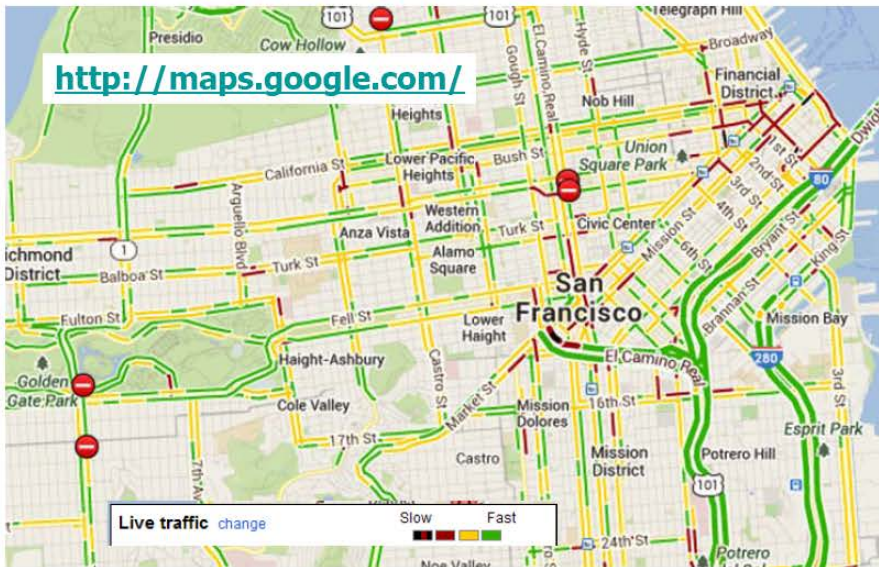 101
101
Telegraph Hill
Presidio
Cow Hollow
Broadway
http://maps.google.com/
Gough St
El Camino Real
Hyde St
Financial
District
Heights
Nob Hill
Dwight
Union
Square Park
1st St
2nd St
3rd St
4th St
6th St
80
California St
Lower Pacific
Heights
Bush St
Arguello Blvd
Western
Addition
Civic Center
Mission St
Bryant St
King St
1
Anza Vista
Turk St
Alamo
Square
Richmond
District
Balboa St
Turk St
San
Francisco
Brannan St
Mission Bay
Fulton St
Fell St
Lower
Haight
El Camino Real
280
Haight-Ashbury
Castro St
3rd St
Golden
Gate Park
Cole Valley
Market St
Mission
Dolores
16th St
Esprit Park
17th St
Castro
Mission
District
Potrero Hill
7th Av
101
Live traffic change
Slow Fast
24th St
Noe Valley
Potrero